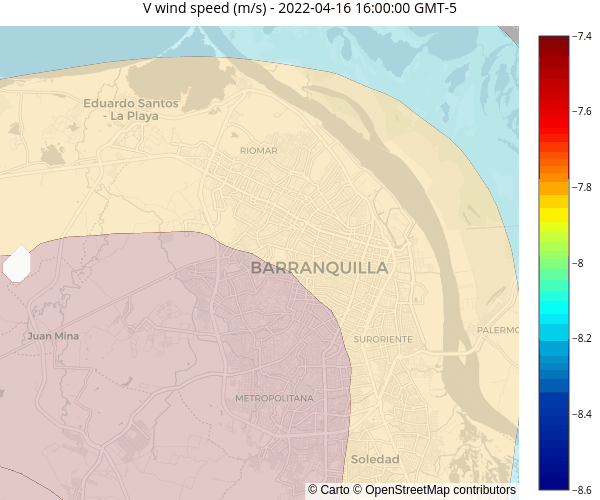 V wind speed (m/s) - 2022-04-16 16:00:00 GMT-5
−7.4
Eduardo Santos
- La Playa
−7.6
RIOMAR
−7.8
BARRANQUILLA
−8
Juan Mina
SURORIENTE
PALERMO
−8.2
METROPOLITANA
−8.4
Soledad
© Carto © OpenStreetMap contributors
−8.6